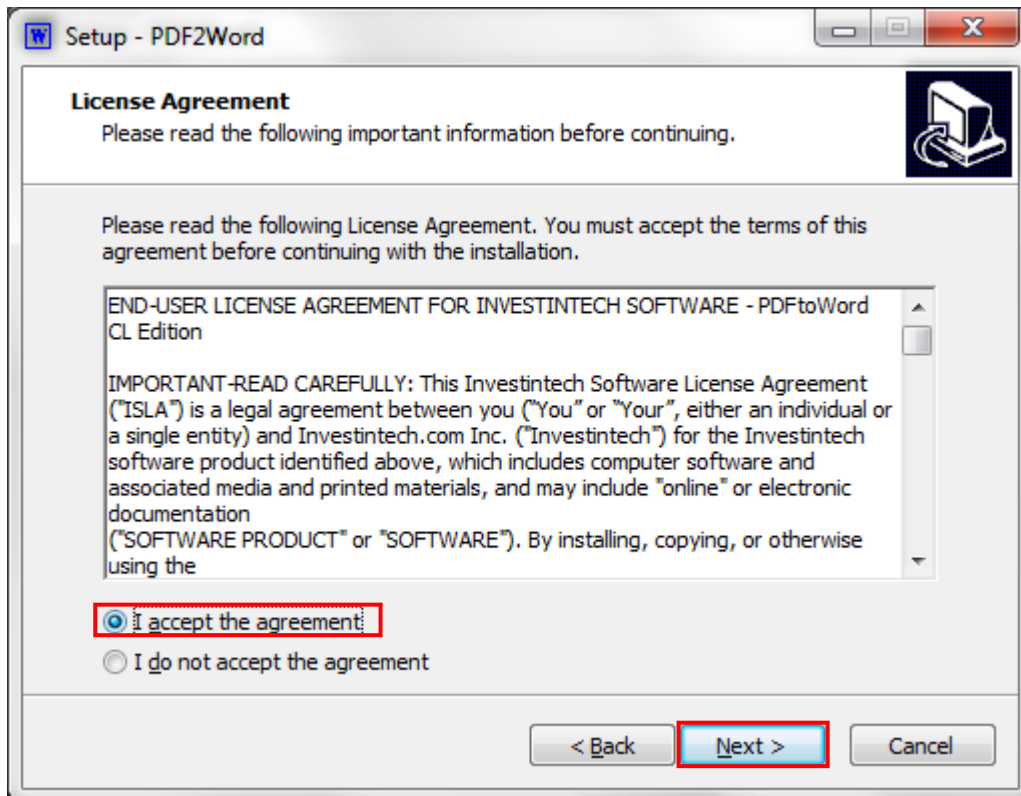 Setup - PDF2Word
License Agreement
Please read the following important information before continuing.
Please read the following License Agreement. You must accept the terms of this
agreement before continuing with the installation.
END-USER LICENSE AGREEMENT FOR INVESTINTECH SOFTWARE - PDFtoWord
CL Edition
IMPORTANT-READ CAREFULLY: This Investintech Software License Agreement
("ISLA") is a legal agreement between you (“You” or “Your”, either an individual or
a single entity) and Investintech.com Inc. ("Investintech") for the Investintech
software product identified above, which includes computer software and
associated media and printed materials, and may include "online" or electronic
documentation
("SOFTWARE PRODUCT" or "SOFTWARE"). By installing, copying, or otherwise
using the
I accept the agreement
I do not accept the agreement
< Back
Next >
Cancel